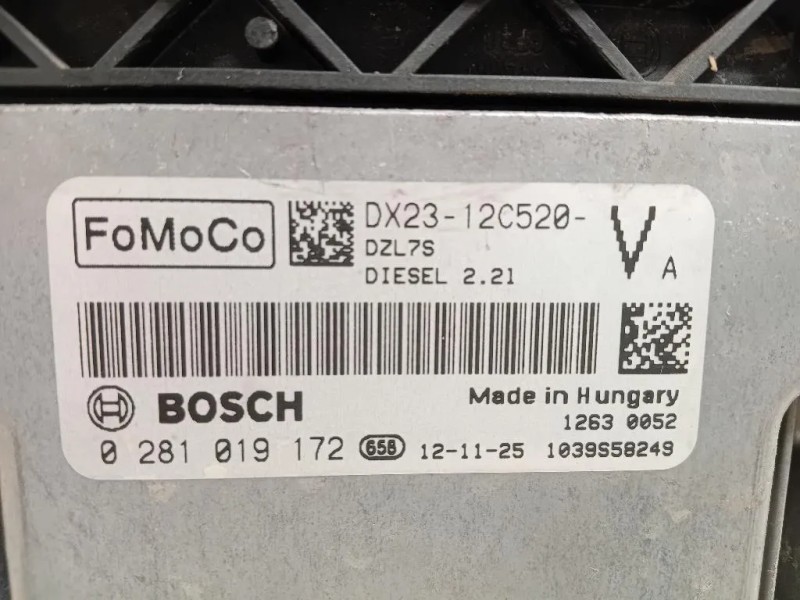 FoMoCo
DX23-12C520- V A
DZL7S
DIESEL 2.2l
BOSCH
Made in Hungary
1263 0052
0 281 019 172 658 12-11-25 1039S58249